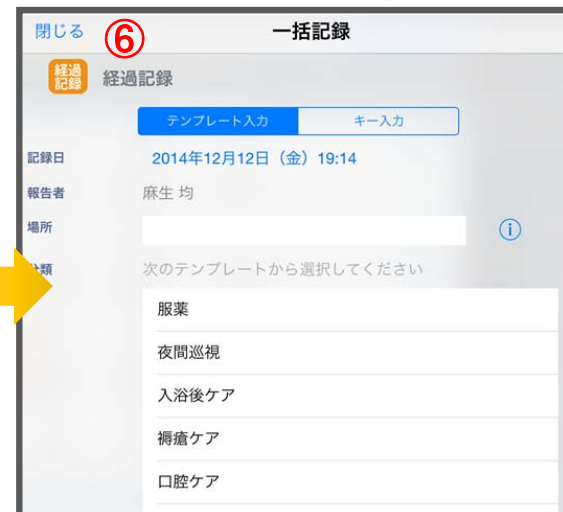 閉じる ⑥ 一括記録
経過記録 経過記録
テンプレート入力 キー入力
記録日 2014年12月12日（金）19:14
報告者 麻生 均
場所
類 次のテンプレートから選択してください
服薬
夜間巡視
入浴後ケア
褥瘡ケア
口腔ケア